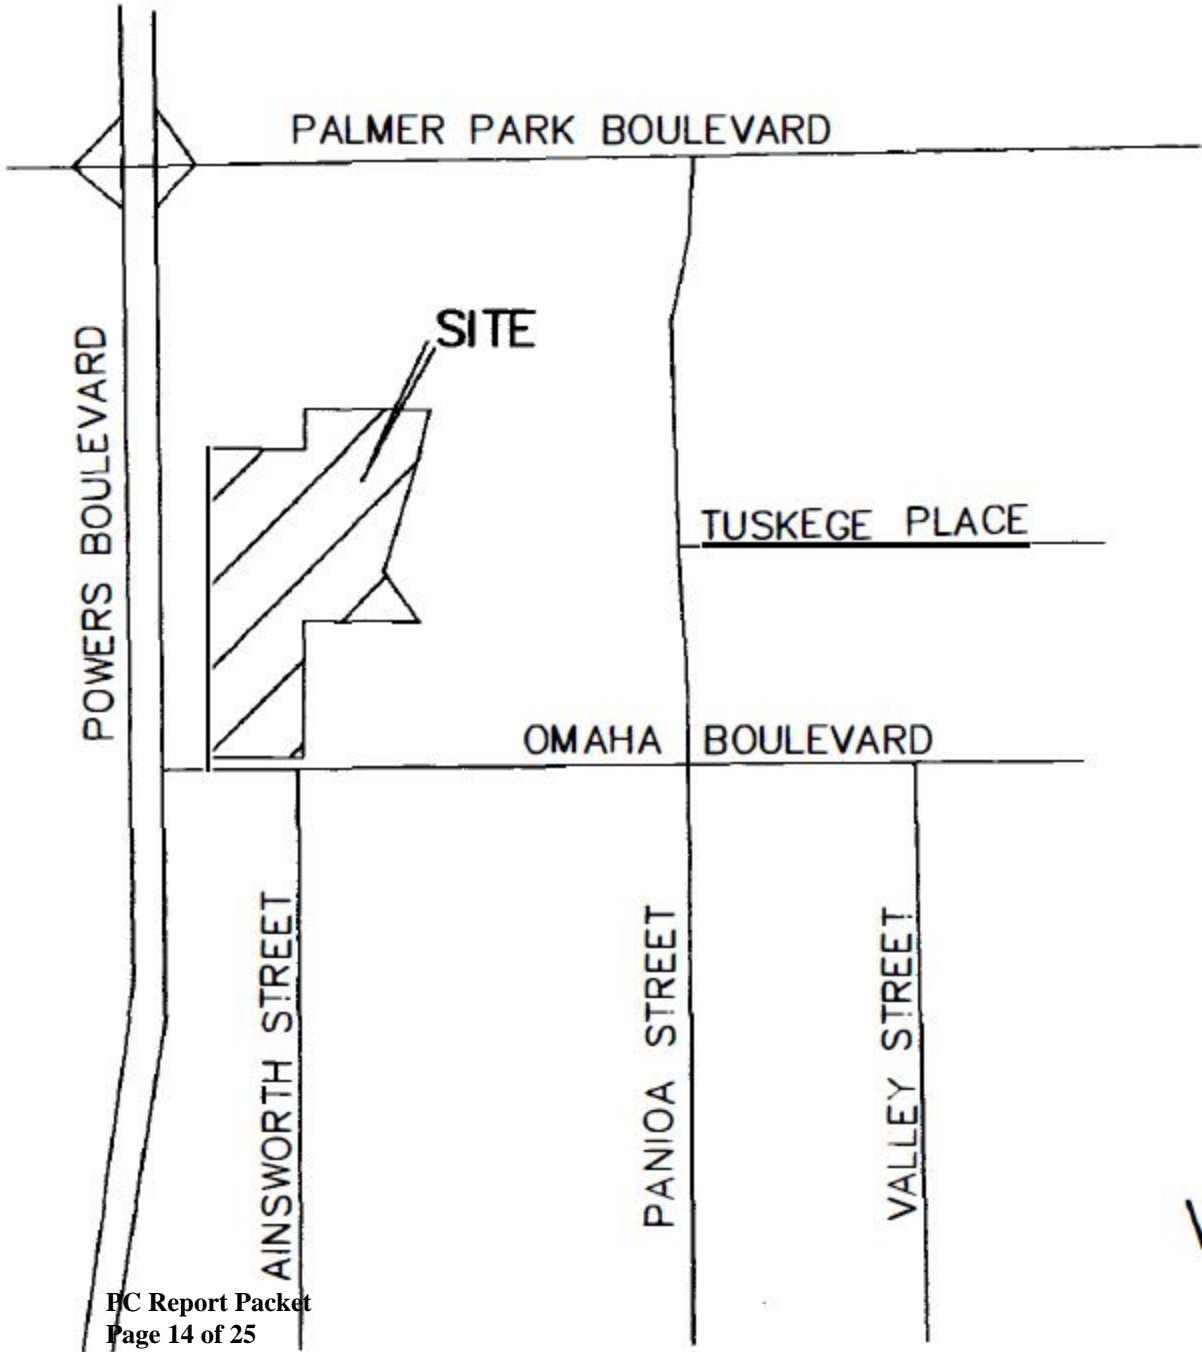 PALMER PARK BOULEVARD
SITE
POWERS BOULEVARD
TUSKEGE PLACE
OMAHA BOULEVARD
AINSWORTH STREET
PANIOA STREET
VALLEY STREET
PC Report Packet
Page 14 of 25